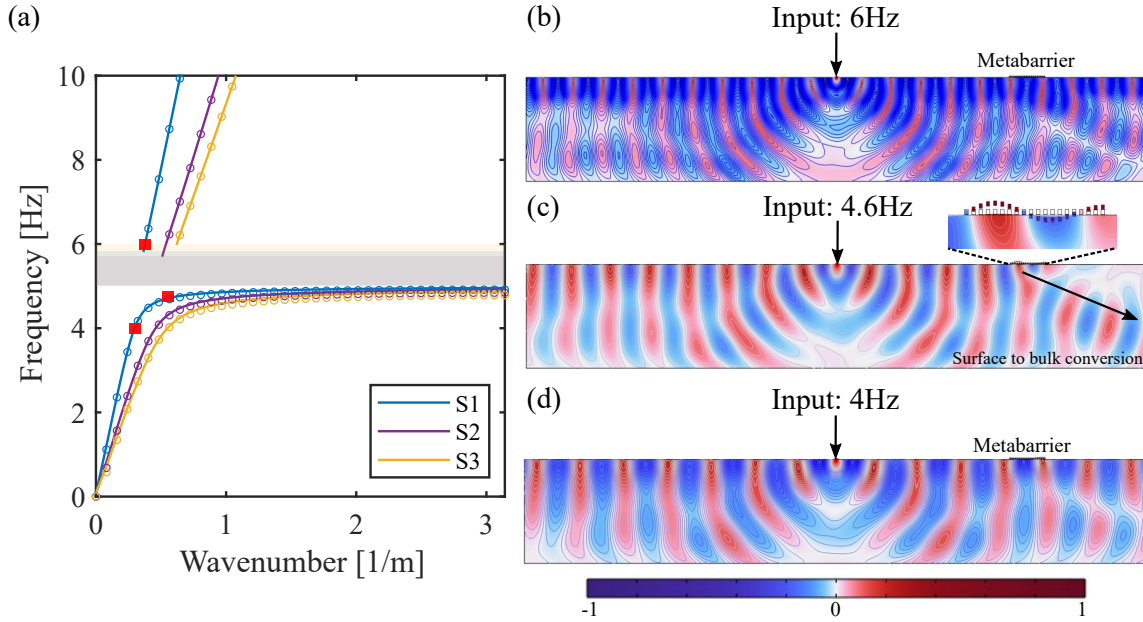 (a)
10
8
6
4
2
0
0
1
2
3
Frequency [Hz]
Wavenumber [1/m]
S1
S2
S3
(b)
Input: 6Hz
Metabarrier
(c)
Input: 4.6Hz
Surface to bulk conversion
(d)
Input: 4Hz
Metabarrier
-1
0
1